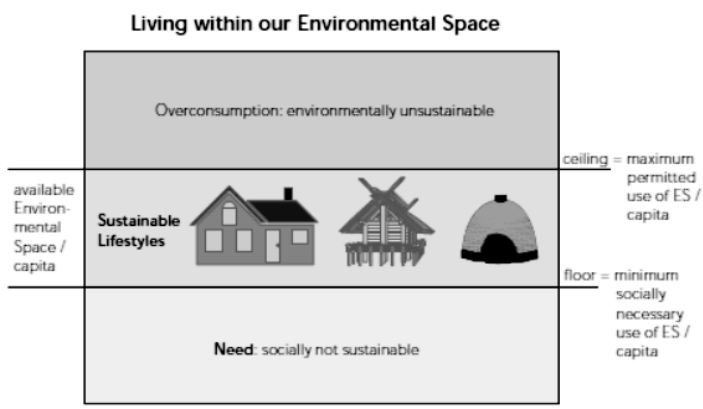 Living within our Environmental Space
Overconsumption: environmentally unsustainable
ceiling = maximum
permitted
use of ES /
capita
available
Environ-
mental
Space /
capita
Sustainable
Lifestyles
floor = minimum
socially
necessary
use of ES /
capita
Need: socially not sustainable